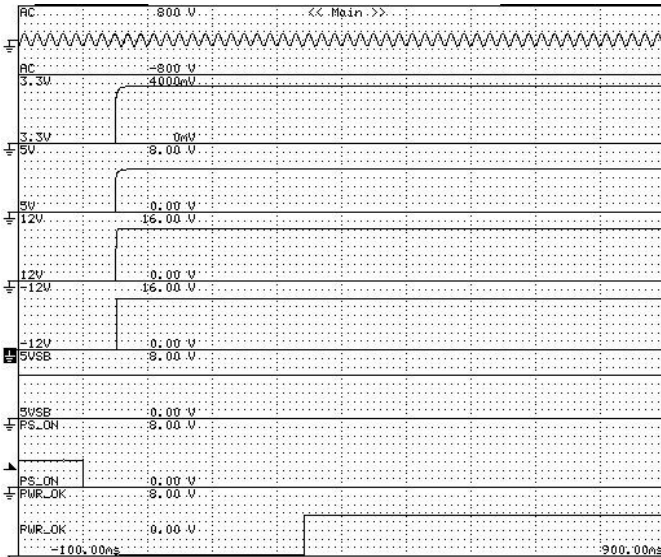 AC 800 V << Main >>
AC -800 V
3.3V 4000mV
3.3V 0mV
5V 8.00 V
5V 0.00 V
12V 16.00 V
12V 0.00 V
-12V 16.00 V
-12V 0.00 V
5VSB 8.00 V
5VSB 0.00 V
PS_ON 8.00 V
PS_ON 0.00 V
PWR_OK 8.00 V
PWR_OK 0.00 V
-100.00ms 900.00ms